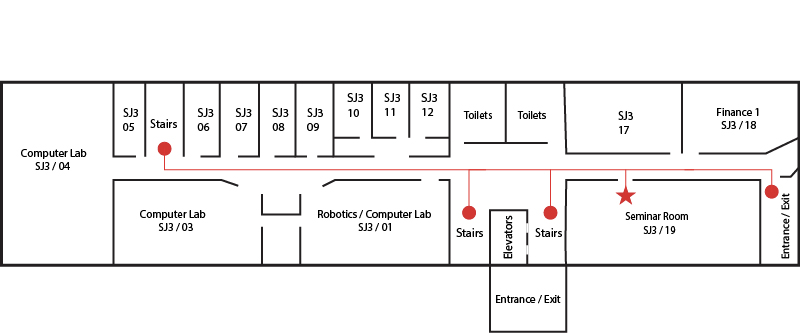 SJ3
05
Stairs
SJ3
06
SJ3
07
SJ3
08
SJ3
09
SJ3
10
SJ3
11
SJ3
12
Toilets
Toilets
SJ3
17
Finance 1
SJ3 / 18
Computer Lab
SJ3 / 04
Computer Lab
SJ3 / 03
Robotics / Computer Lab
SJ3 / 01
Stairs
Elevators
Stairs
Seminar Room
SJ3 / 19
Entrance / Exit
Entrance / Exit